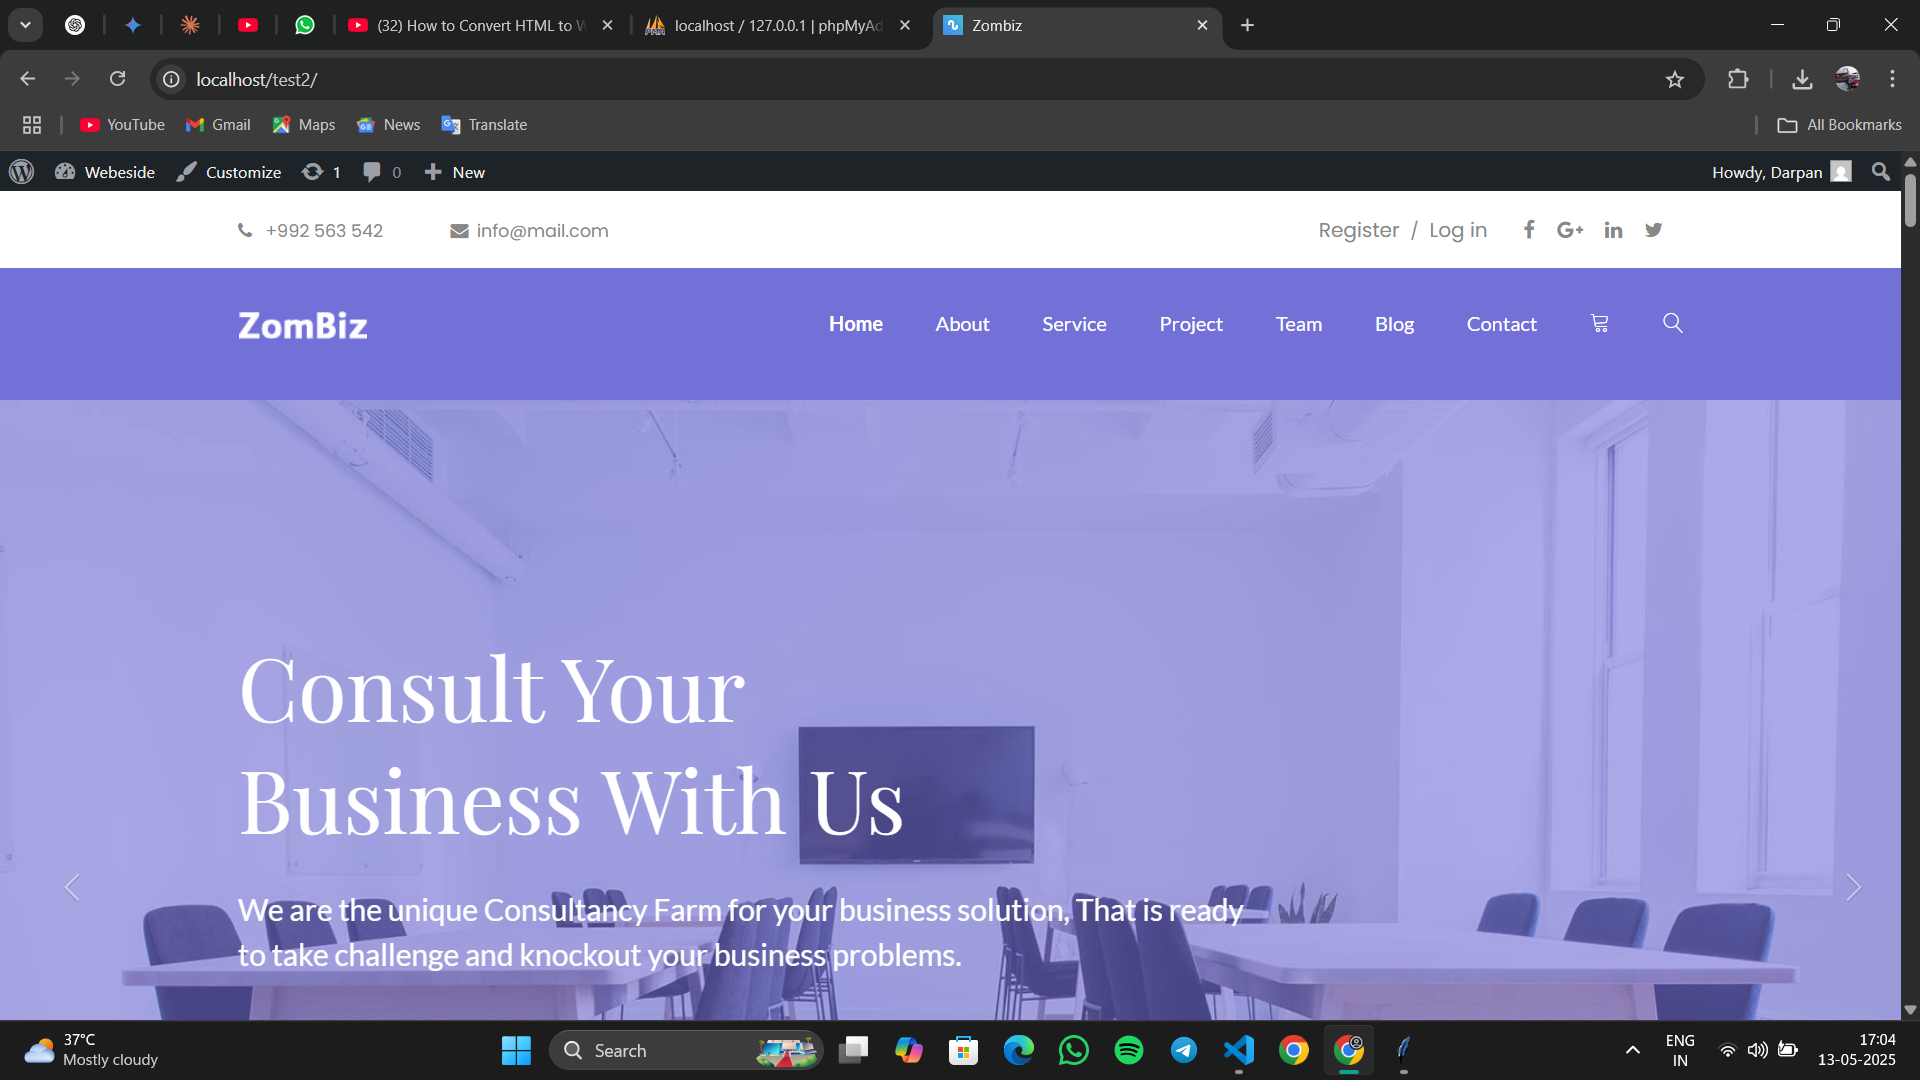 (32) How to Convert HTML to W
localhost / 127.0.0.1 | phpMyAd
Zombiz
localhost/test2/
YouTube
Gmail
Maps
News
Translate
All Bookmarks
Webeside
Customize
1
0
New
Howdy, Darpan
+992 563 542
info@mail.com
Register / Log in
ZomBiz
Home
About
Service
Project
Team
Blog
Contact
Consult Your
Business With Us
We are the unique Consultancy Farm for your business solution, That is ready
to take challenge and knockout your business problems.
37°C
Mostly cloudy
Search
ENG
IN
17:04
13-05-2025